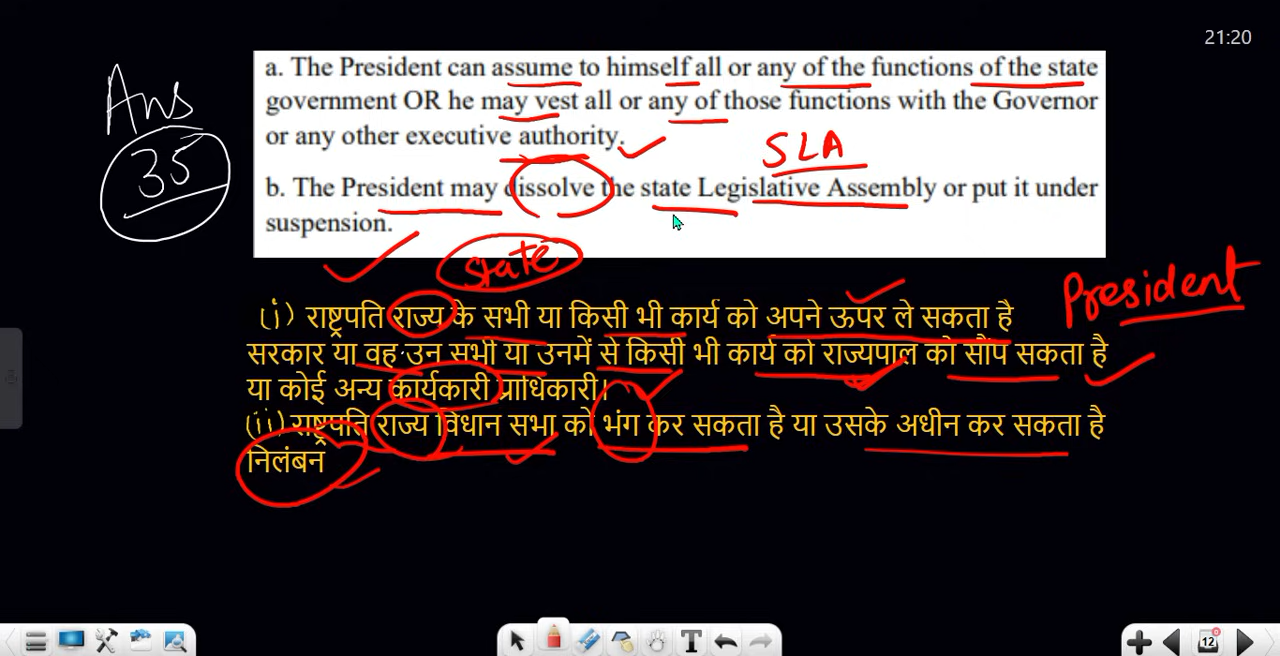 21:20
Ans
35
a. The President can assume to himself all or any of the functions of the state
government OR he may vest all or any of those functions with the Governor
or any other executive authority.
SLA
b. The President may dissolve the state Legislative Assembly or put it under
suspension.
state
President
(i) राष्ट्रपति राज्य के सभी या किसी भी कार्य को अपने ऊपर ले सकता है
सरकार या वह उन सभी या उनमें से किसी भी कार्य को राज्यपाल को सौंप सकता है
या कोई अन्य कार्यकारी प्राधिकारी।
(ii) राष्ट्रपति राज्य विधान सभा को भंग कर सकता है या उसके अधीन कर सकता है
निलंबन
T
12